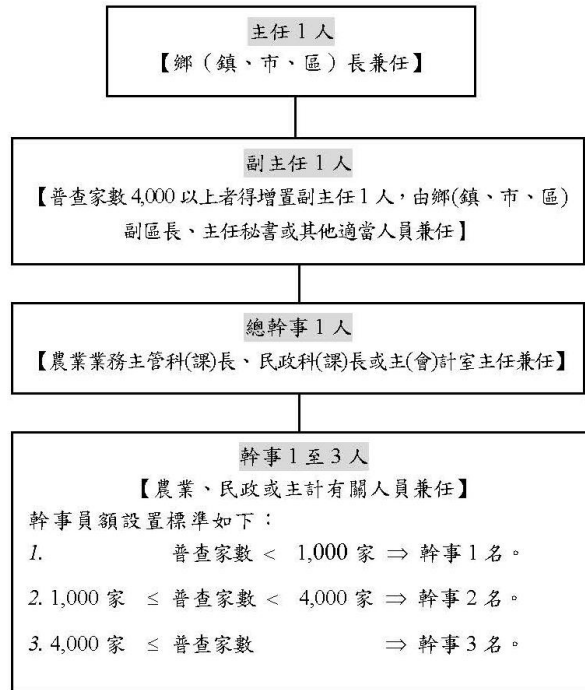 主任 1 人
【鄉（鎮、市、區）長兼任】
副主任 1 人
【普查家數 4,000 以上者得增置副主任 1 人，由鄉(鎮、市、區)
副區長、主任秘書或其他適當人員兼任】
總幹事 1 人
【農業業務主管科(課)長、民政科(課)長或主(會)計室主任兼任】
幹事 1 至 3 人
【農業、民政或主計有關人員兼任】
幹事員額設置標準如下：
1. 普查家數 < 1,000 家 ⇒ 幹事 1 名。
2. 1,000 家 ≤ 普查家數 < 4,000 家 ⇒ 幹事 2 名。
3. 4,000 家 ≤ 普查家數 ⇒ 幹事 3 名。